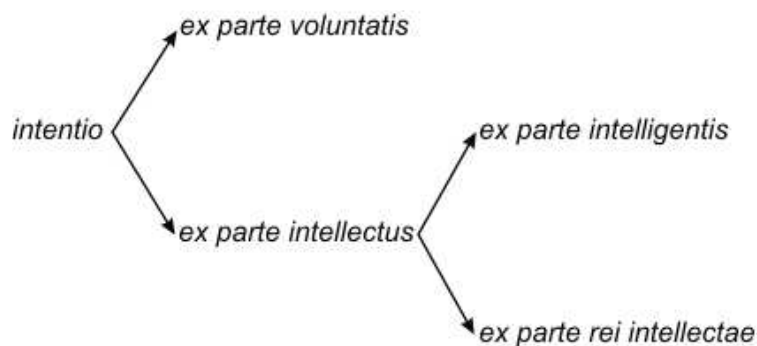 ex parte voluntatis
intentio
ex parte intelligentis
ex parte intellectus
ex parte rei intellectae